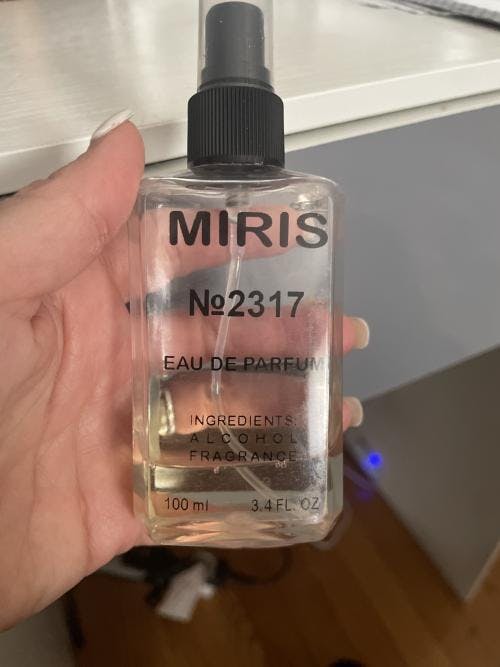 MIRIS
№2317
EAU DE PARFUM
INGREDIENTS:
ALCOHOL
FRAGRANCE
100 ml 3.4 FL. OZ